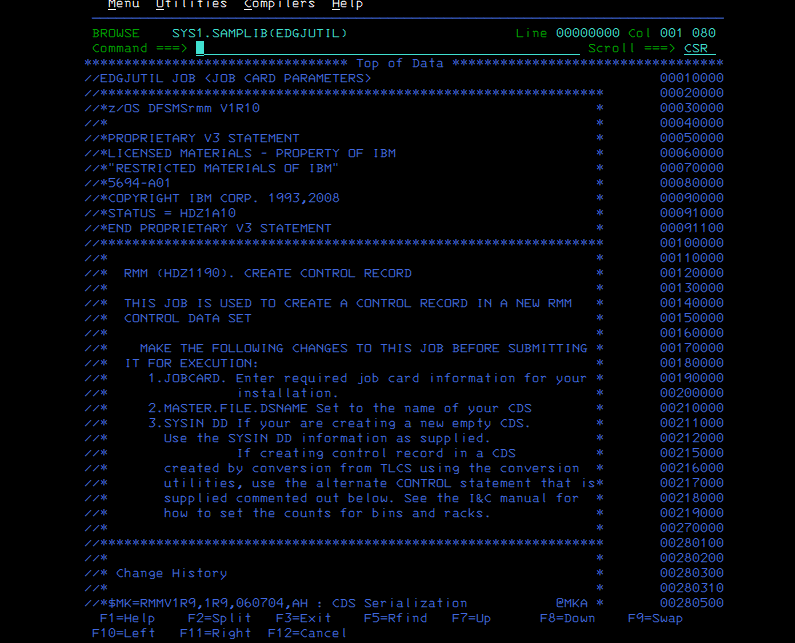 Menu  Utilities  Compilers  Help
BROWSE    SYS1.SAMPLIB(EDGJUTIL)                     Line 00000000 Col 001 080
Command ===>                                                  Scroll ===> CSR
********************************* Top of Data **********************************
//EDGJUTIL JOB <JOB CARD PARAMETERS>                                    00010000
//***************************************************************       00020000
//*z/OS DFSMSrmm V1R10                                          *       00030000
//*                                                             *       00040000
//*PROPRIETARY V3 STATEMENT                                     *       00050000
//*LICENSED MATERIALS - PROPERTY OF IBM                         *       00060000
//*"RESTRICTED MATERIALS OF IBM"                                *       00070000
//*5694-A01                                                     *       00080000
//*COPYRIGHT IBM CORP. 1993,2008                                *       00090000
//*STATUS = HDZ1A10                                             *       00091000
//*END PROPRIETARY V3 STATEMENT                                 *       00091100
//***************************************************************       00100000
//*                                                             *       00110000
//*  RMM (HDZ1190). CREATE CONTROL RECORD                       *       00120000
//*                                                             *       00130000
//*  THIS JOB IS USED TO CREATE A CONTROL RECORD IN A NEW RMM   *       00140000
//*  CONTROL DATA SET                                           *       00150000
//*                                                             *       00160000
//*    MAKE THE FOLLOWING CHANGES TO THIS JOB BEFORE SUBMITTING *       00170000
//*  IT FOR EXECUTION:                                          *       00180000
//*     1.JOBCARD. Enter required job card information for your *       00190000
//*                installation.                                *       00200000
//*     2.MASTER.FILE.DSNAME Set to the name of your CDS        *       00210000
//*     3.SYSIN DD If your are creating a new empty CDS.        *       00211000
//*       Use the SYSIN DD information as supplied.             *       00212000
//*                If creating control record in a CDS          *       00215000
//*       created by conversion from TLCS using the conversion  *       00216000
//*       utilities, use the alternate CONTROL statement that is*       00217000
//*       supplied commented out below. See the I&C manual for  *       00218000
//*       how to set the counts for bins and racks.             *       00219000
//*                                                             *       00270000
//***************************************************************       00280100
//*                                                             *       00280200
//* Change History                                              *       00280300
//*                                                             *       00280310
//*$MK=RMMV1R9,1R9,060704,AH : CDS Serialization           @MKA *       00280500
F1=Help    F2=Split   F3=Exit    F5=Rfind   F7=Up      F8=Down    F9=Swap
F10=Left   F11=Right  F12=Cancel